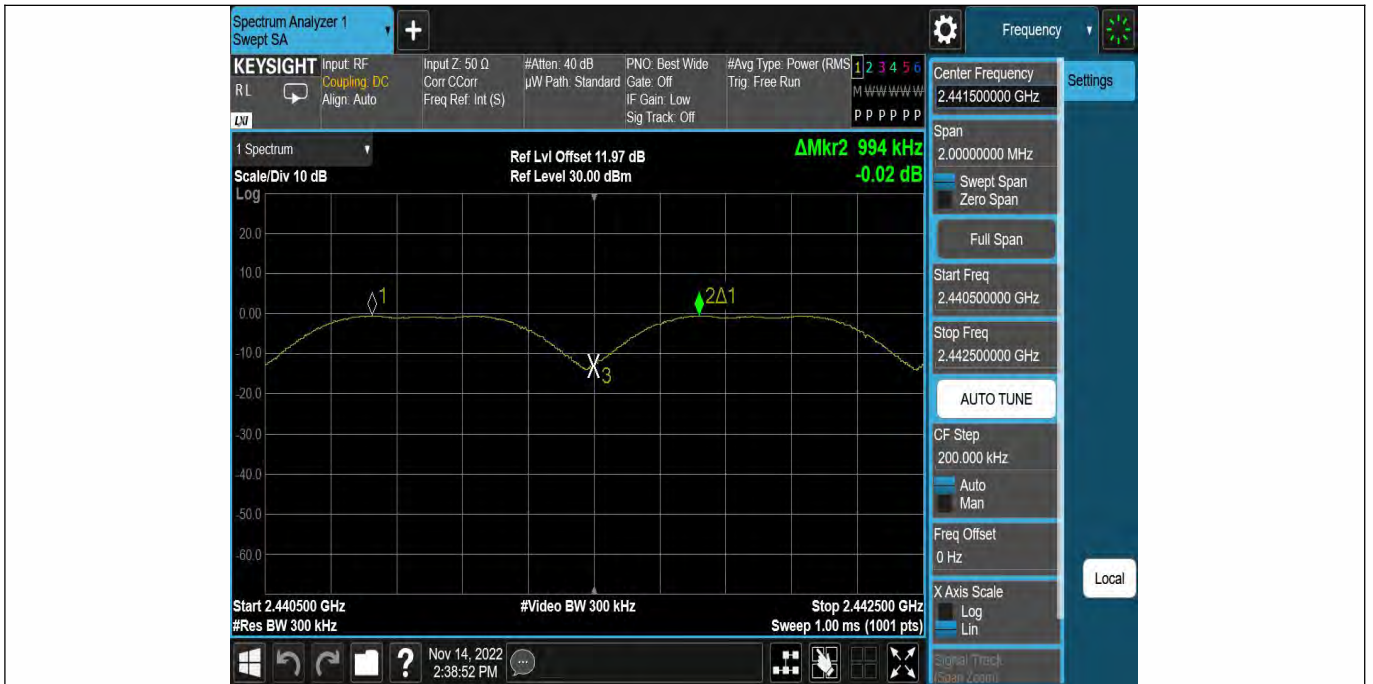 Spectrum Analyzer 1
Swept SA
+
Frequency
KEYSIGHT
RL
LXI
Input: RF
Coupling: DC
Align: Auto
Input Z: 50 Ω
Corr CCorr
Freq Ref: Int (S)
#Atten: 40 dB
µW Path: Standard
PNO: Best Wide
Gate: Off
IF Gain: Low
Sig Track: Off
#Avg Type: Power (RMS
Trig: Free Run
1 2 3 4 5 6
M W W W W W
P P P P P P
1 Spectrum
Scale/Div 10 dB
Log
Ref Lvl Offset 11.97 dB
Ref Level 30.00 dBm
ΔMkr2 994 kHz
-0.02 dB
20.0
10.0
0.00
-10.0
-20.0
-30.0
-40.0
-50.0
-60.0
1
2Δ1
3
Start 2.440500 GHz
#Res BW 300 kHz
#Video BW 300 kHz
Stop 2.442500 GHz
Sweep 1.00 ms (1001 pts)
Center Frequency
2.441500000 GHz
Settings
Span
2.00000000 MHz
Swept Span
Zero Span
Full Span
Start Freq
2.440500000 GHz
Stop Freq
2.442500000 GHz
AUTO TUNE
CF Step
200.000 kHz
Auto
Man
Freq Offset
0 Hz
X Axis Scale
Log
Lin
Signal Track
(Span Zoom)
Local
?
Nov 14, 2022
2:38:52 PM